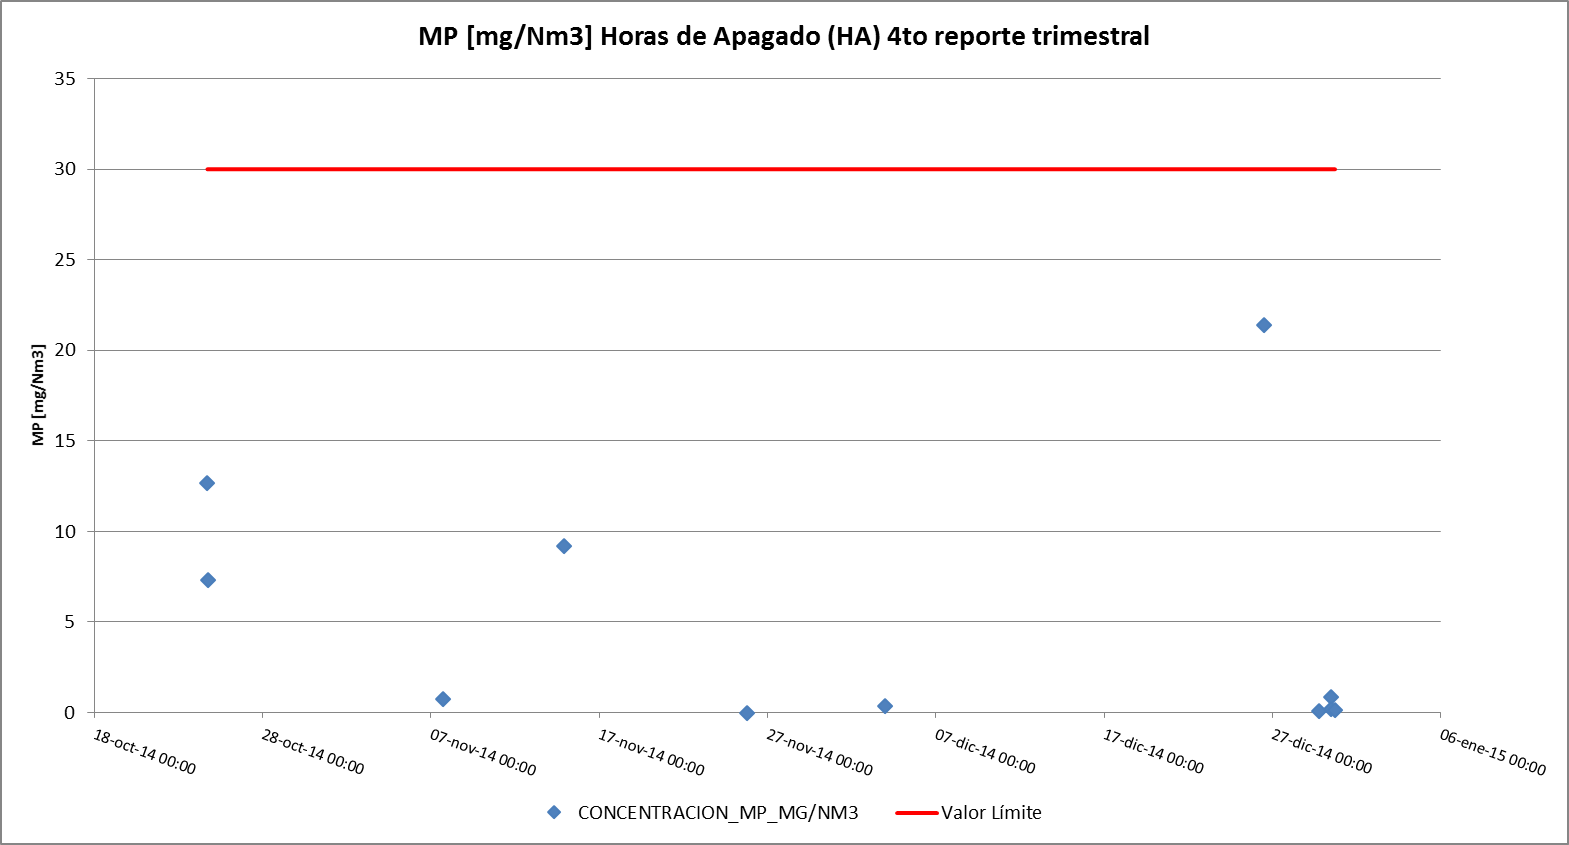 MP [mg/Nm3] Horas de Apagado (HA) 4to reporte trimestral
35
30
25
20
15
10
5
0
MP [mg/Nm3]
18-oct-14 00:00
28-oct-14 00:00
07-nov-14 00:00
17-nov-14 00:00
27-nov-14 00:00
07-dic-14 00:00
17-dic-14 00:00
27-dic-14 00:00
06-ene-15 00:00
CONCENTRACION_MP_MG/NM3
Valor Límite